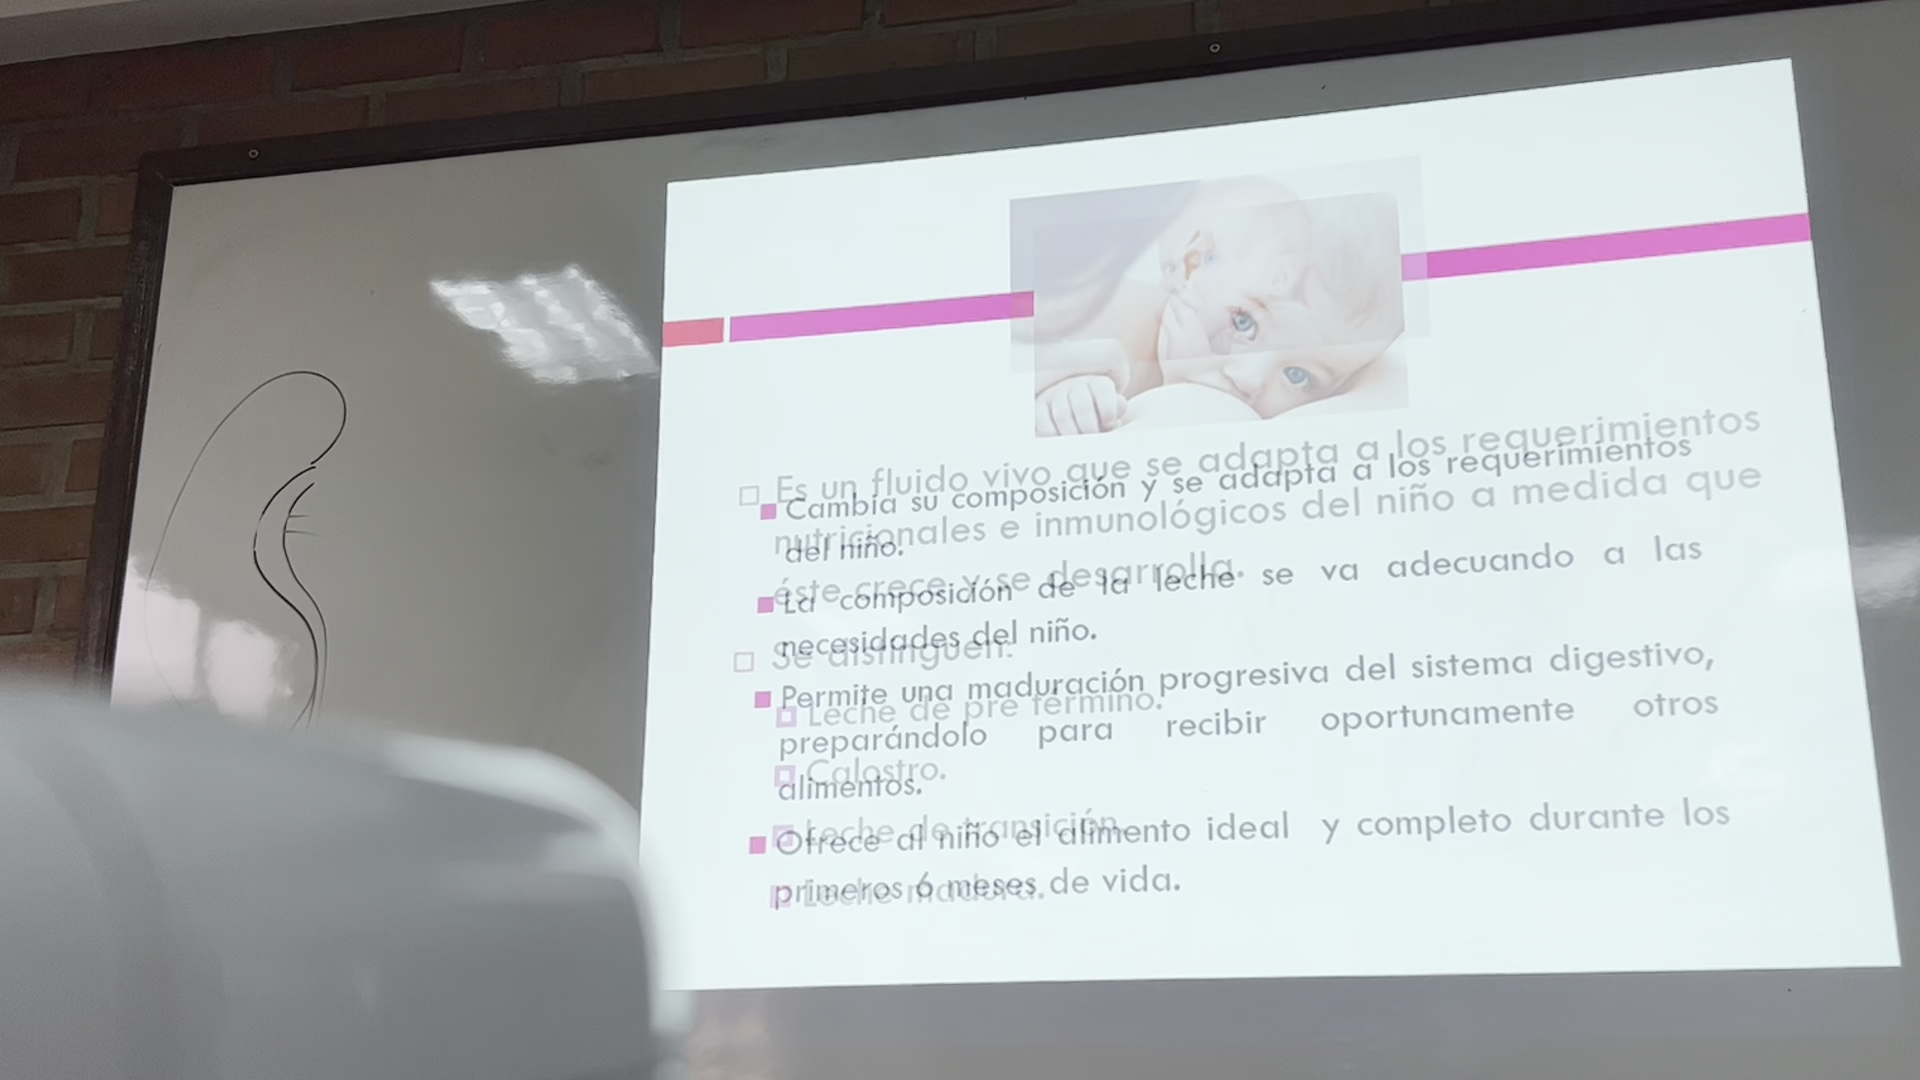 □ Es un fluido vivo que se adapta a los requerimientos
nutricionales e inmunológicos del niño a medida que
éste crece y se desarrolla.
□ Se distinguen:
Leche de pre término.
Calostro.
Leche de transición.
Leche madura.
■ Cambia su composición y se adapta a los requerimientos
del niño.
■ La composición de la leche se va adecuando a las
necesidades del niño.
■ Permite una maduración progresiva del sistema digestivo,
preparándolo para recibir oportunamente otros
alimentos.
■ Ofrece al niño el alimento ideal y completo durante los
primeros 6 meses de vida.